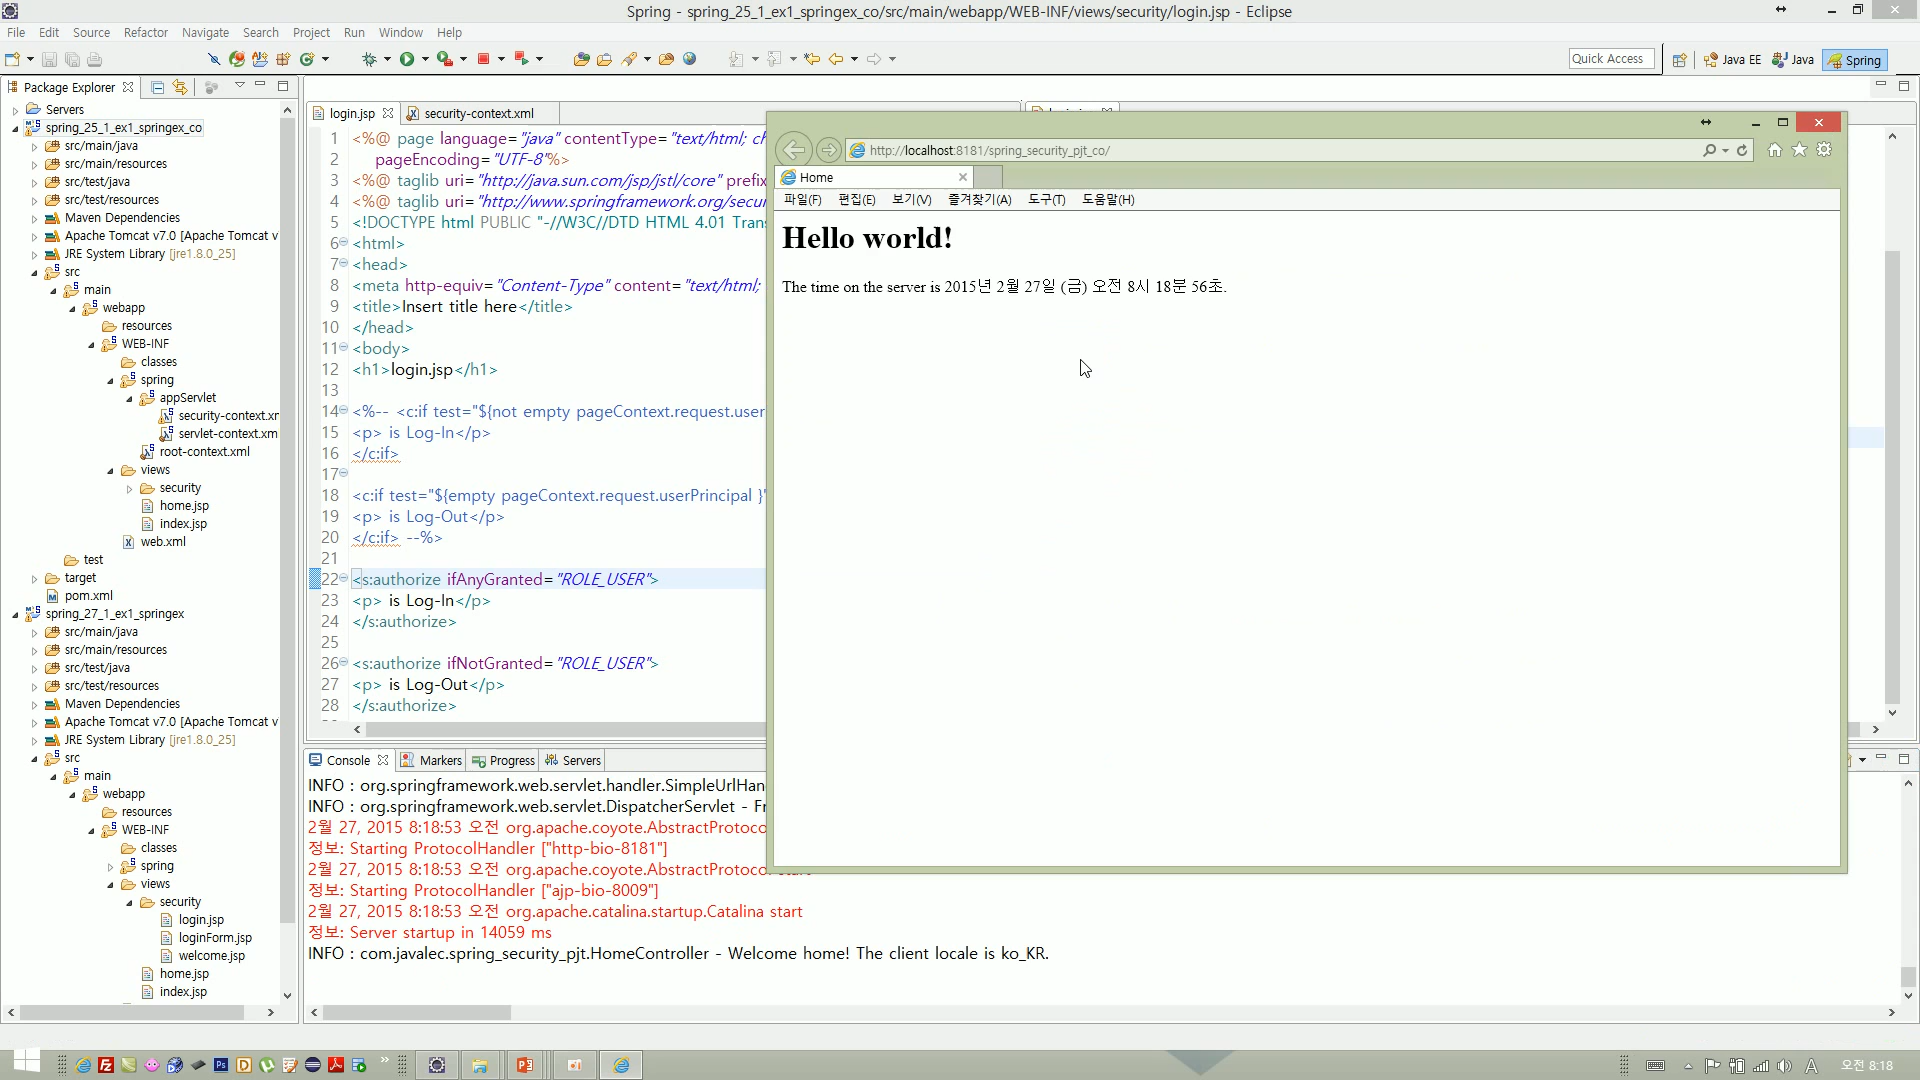 Spring - spring_25_1_ex1_springex_co/src/main/webapp/WEB-INF/views/security/login.jsp - Eclipse
File Edit Source Refactor Navigate Search Project Run Window Help
Quick Access Java EE Java Spring
Package Explorer
Servers
spring_25_1_ex1_springex_co
src/main/java
src/main/resources
src/test/java
src/test/resources
Maven Dependencies
Apache Tomcat v7.0 [Apache Tomcat v
JRE System Library [jre1.8.0_25]
src
main
webapp
resources
WEB-INF
classes
spring
appServlet
security-context.xr
servlet-context.xm
root-context.xml
views
security
home.jsp
index.jsp
web.xml
test
target
pom.xml
spring_27_1_ex1_springex
src/main/java
src/main/resources
src/test/java
src/test/resources
Maven Dependencies
Apache Tomcat v7.0 [Apache Tomcat v
JRE System Library [jre1.8.0_25]
src
main
webapp
resources
WEB-INF
classes
spring
views
security
login.jsp
loginForm.jsp
welcome.jsp
home.jsp
index.jsp
login.jsp security-context.xml
1 <%@ page language="java" contentType="text/html; ch
2 pageEncoding="UTF-8"%>
3 <%@ taglib uri="http://java.sun.com/jsp/jstl/core" prefix
4 <%@ taglib uri="http://www.springframework.org/secur
5 <!DOCTYPE html PUBLIC "-//W3C//DTD HTML 4.01 Trans
6 <html>
7 <head>
8 <meta http-equiv="Content-Type" content="text/html;
9 <title>Insert title here</title>
10 </head>
11 <body>
12 <h1>login.jsp</h1>
13
14 <%-- <c:if test="${not empty pageContext.request.user
15 <p> is Log-In</p>
16 </c:if>
17
18 <c:if test="${empty pageContext.request.userPrincipal }"
19 <p> is Log-Out</p>
20 </c:if> --%>
21
22 <s:authorize ifAnyGranted="ROLE_USER">
23 <p> is Log-In</p>
24 </s:authorize>
25
26 <s:authorize ifNotGranted="ROLE_USER">
27 <p> is Log-Out</p>
28 </s:authorize>
http://localhost:8181/spring_security_pjt_co/
Home
파일(F) 편집(E) 보기(V) 즐겨찾기(A) 도구(T) 도움말(H)
Hello world!
The time on the server is 2015년 2월 27일 (금) 오전 8시 18분 56초.
Console Markers Progress Servers
INFO : org.springframework.web.servlet.handler.SimpleUrlHan
INFO : org.springframework.web.servlet.DispatcherServlet - Fr
2월 27, 2015 8:18:53 오전 org.apache.coyote.AbstractProtoco
정보: Starting ProtocolHandler ["http-bio-8181"]
2월 27, 2015 8:18:53 오전 org.apache.coyote.AbstractProtocol start
정보: Starting ProtocolHandler ["ajp-bio-8009"]
2월 27, 2015 8:18:53 오전 org.apache.catalina.startup.Catalina start
정보: Server startup in 14059 ms
INFO : com.javalec.spring_security_pjt.HomeController - Welcome home! The client locale is ko_KR.
A 오전 8:18